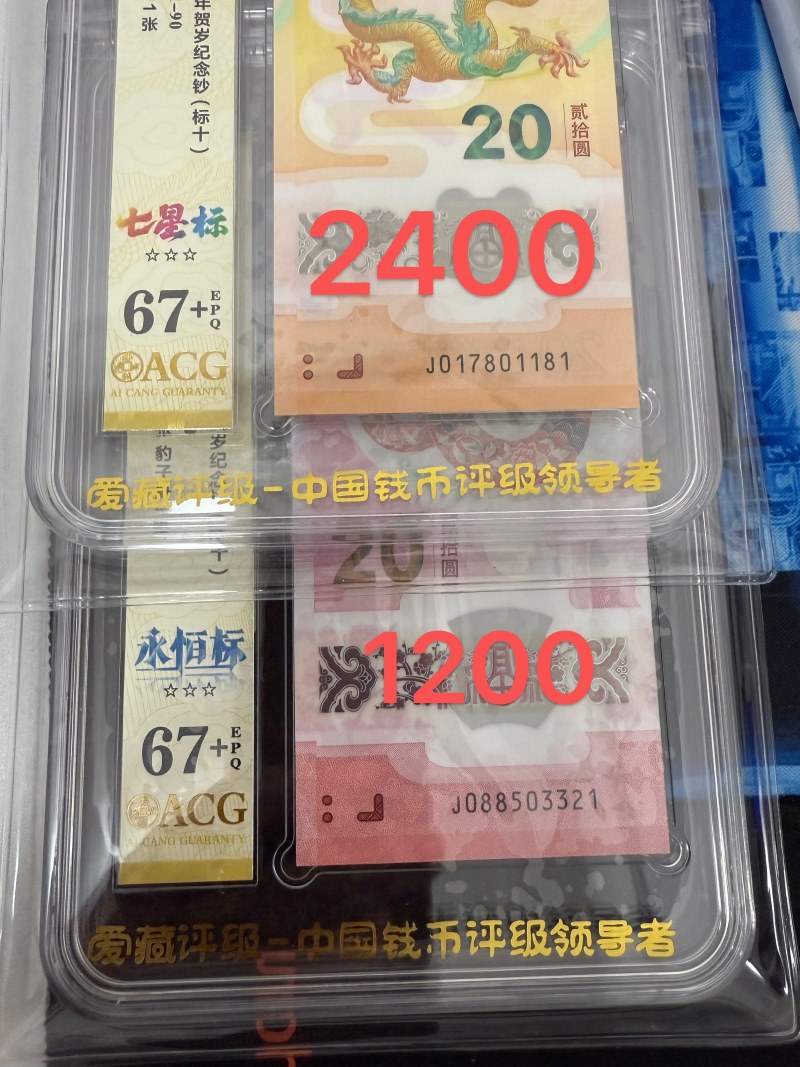 年贺岁纪念钞（标十）
-90
1张
20
贰拾圆
七星标
☆☆☆
67+EPQ
2400
J017801181
ACG
AI CANG GUARANTY
爱藏评级-中国钱币评级领导者
岁纪念
豹子
十）
20
拾圆
永恒标
☆☆☆
67+EPQ
1200
J088503321
ACG
AI CANG GUARANTY
爱藏评级-中国钱币评级领导者